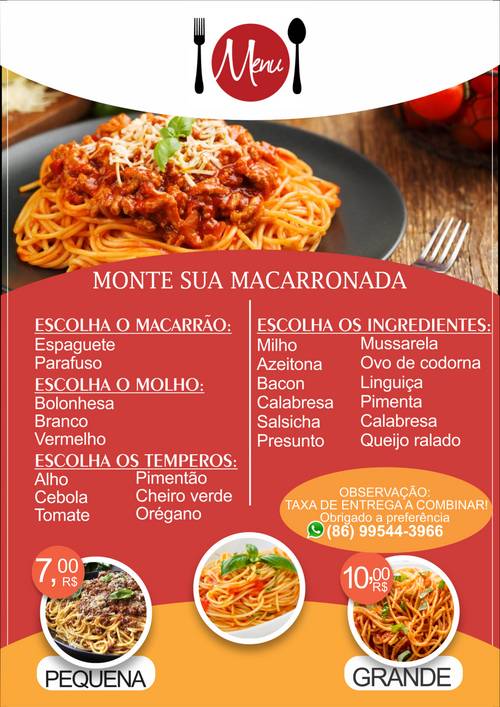 Menu
MONTE SUA MACARRONADA
ESCOLHA O MACARRÃO:
Espaguete
Parafuso
ESCOLHA O MOLHO:
Bolonhesa
Branco
Vermelho
ESCOLHA OS TEMPEROS:
Alho
Cebola
Tomate
Pimentão
Cheiro verde
Orégano
ESCOLHA OS INGREDIENTES:
Milho
Azeitona
Bacon
Calabresa
Salsicha
Presunto
Mussarela
Ovo de codorna
Linguiça
Pimenta
Calabresa
Queijo ralado
OBSERVAÇÃO:
TAXA DE ENTREGA A COMBINAR!
Obrigado a preferência
(86) 99544-3966
7,00
R$
PEQUENA
10,00
R$
GRANDE